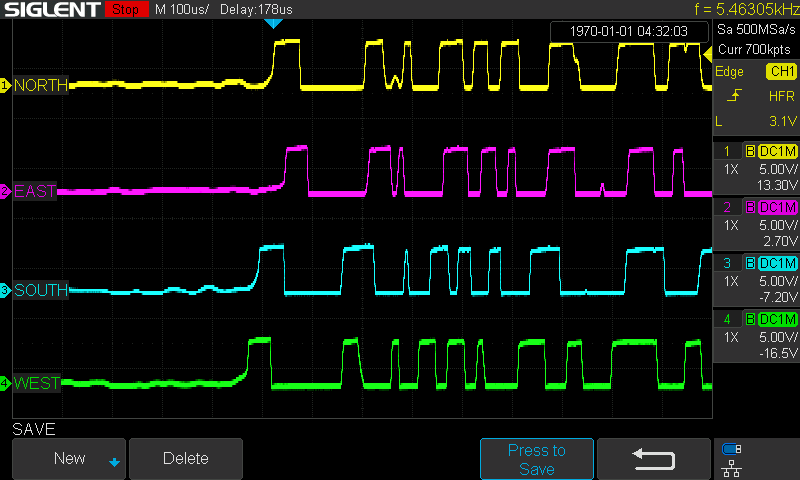 SIGLENT Stop M 100us/ Delay:178us f = 5.46305kHz
1970-01-01 04:32:03
Sa 500MSa/s
Curr 700kpts
Edge CH1
HFR
L 3.1V
1 B DC1M
1X 5.00V/
13.30V
2 B DC1M
1X 5.00V/
2.70V
3 B DC1M
1X 5.00V/
-7.20V
4 B DC1M
1X 5.00V/
-16.5V
1 NORTH
2 EAST
3 SOUTH
4 WEST
SAVE
New
Delete
Press to
Save